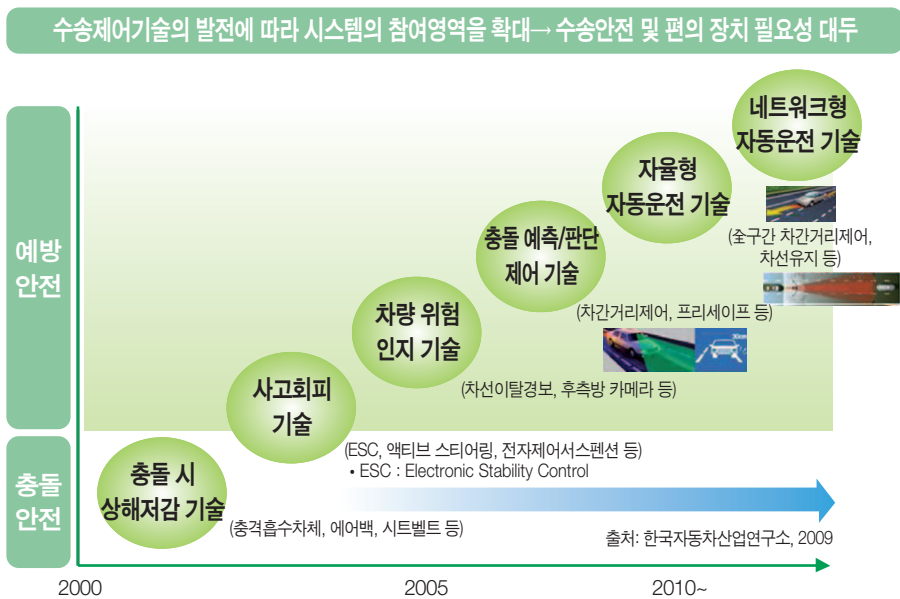 수송제어기술의 발전에 따라 시스템의 참여영역을 확대→ 수송안전 및 편의 장치 필요성 대두
네트워크형
자동운전 기술
자율형
자동운전 기술
(全구간 차간거리제어,
차선유지 등)
충돌 예측/판단
제어 기술
예방
안전
(차간거리제어, 프리세이프 등)
30cm
차량 위험
인지 기술
(차선이탈경보, 후측방 카메라 등)
사고회피
기술
(ESC, 액티브 스티어링, 전자제어서스펜션 등)
• ESC : Electronic Stability Control
충돌
안전
충돌 시
상해저감 기술
(충격흡수차체, 에어백, 시트벨트 등)
출처: 한국자동차산업연구소, 2009
2000
2005
2010~